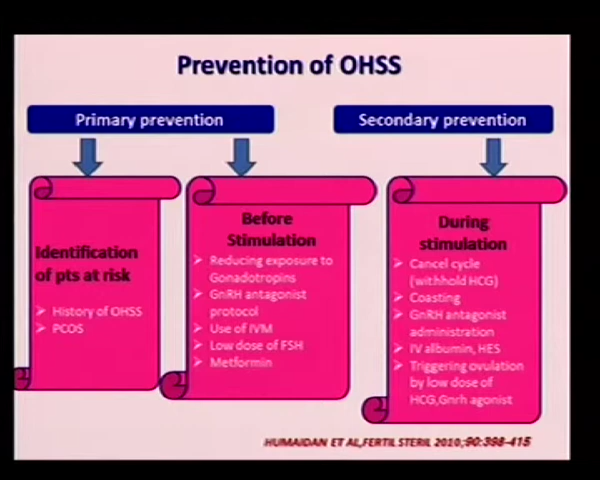 Prevention of OHSS
Primary prevention
Secondary prevention
Identification
of pts at risk
➢ History of OHSS
➢ PCOS
Before
Stimulation
➢ Reducing exposure to
Gonadotropins
➢ GnRH antagonist
protocol
➢ Use of IVM
➢ Low dose of FSH
➢ Metformin
During
stimulation
➢ Cancel cycle
(withhold HCG)
➢ Coasting
➢ GnRH antagonist
administration
➢ IV albumin, HES
➢ Triggering ovulation
by low dose of
HCG,Gnrh agonist
HUMAIDAN ET AL,FERTIL STERIL 2010;90:398-415